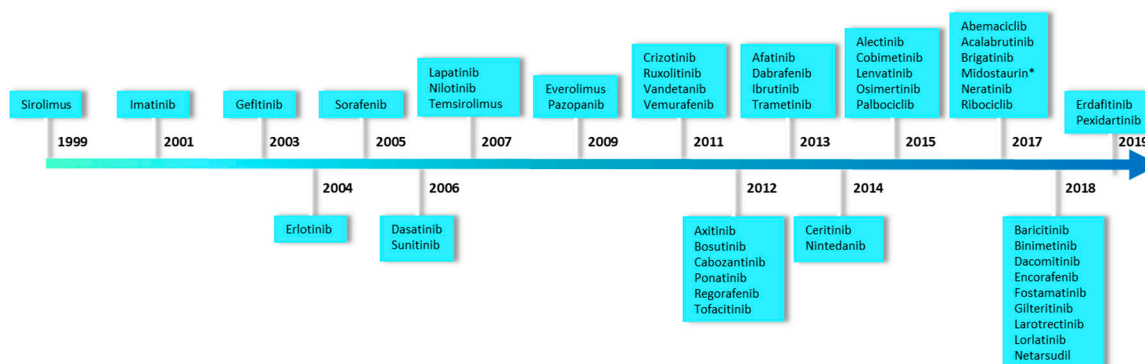 Sirolimus
1999
Imatinib
2001
Gefitinib
2003
Erlotinib
2004
Sorafenib
2005
Dasatinib
Sunitinib
2006
Lapatinib
Nilotinib
Temsirolimus
2007
Everolimus
Pazopanib
2009
Crizotinib
Ruxolitinib
Vandetanib
Vemurafenib
2011
Axitinib
Bosutinib
Cabozantinib
Ponatinib
Regorafenib
Tofacitinib
2012
Afatinib
Dabrafenib
Ibrutinib
Trametinib
2013
Ceritinib
Nintedanib
2014
Alectinib
Cobimetinib
Lenvatinib
Osimertinib
Palbociclib
2015
Abemaciclib
Acalabrutinib
Brigatinib
Midostaurin*
Neratinib
Ribociclib
2017
Baricitinib
Binimetinib
Dacomitinib
Encorafenib
Fostamatinib
Gilteritinib
Larotrectinib
Lorlatinib
Netarsudil
2018
Erdafitinib
Pexidartinib
2019